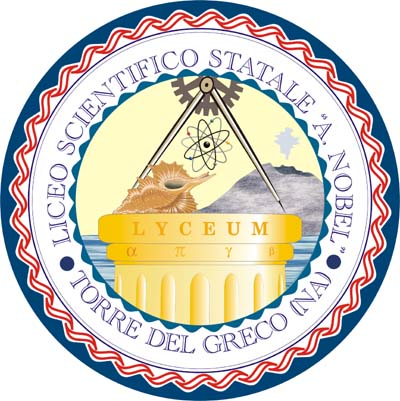 LICEO SCIENTIFICO STATALE "A. NOBEL"
LYCEUM
α π γ β
• TORRE DEL GRECO (NA) •